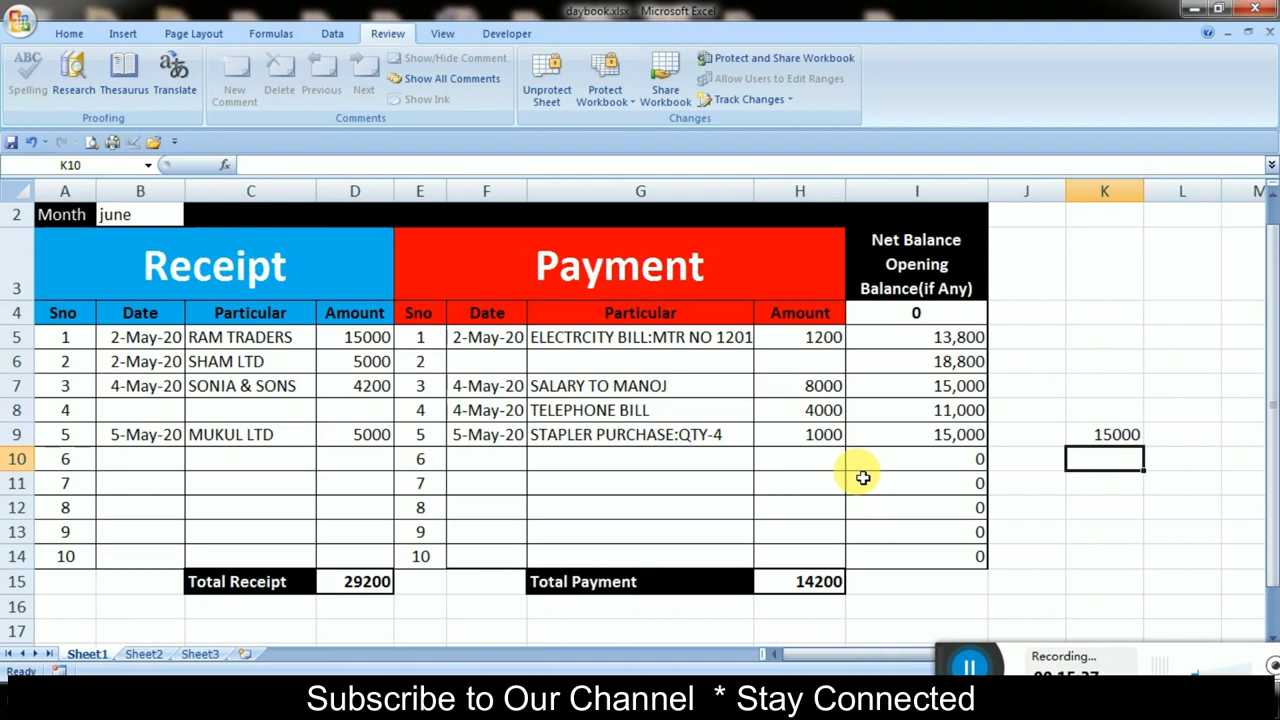 daybook.xlsx - Microsoft Excel
Home Insert Page Layout Formulas Data Review View Developer
ABC Spelling Research Thesaurus Translate
New Comment Delete Previous Next
Show/Hide Comment
Show All Comments
Show Ink
Unprotect Sheet Protect Workbook Share Workbook
Protect and Share Workbook
Allow Users to Edit Ranges
Track Changes
Proofing Comments Changes
K10 fx
A B C D E F G H I J K L M
2 Month june
3 Receipt Payment Net Balance
Opening
Balance(if Any)
4 Sno Date Particular Amount Sno Date Particular Amount 0
5 1 2-May-20 RAM TRADERS 15000 1 2-May-20 ELECTRCITY BILL:MTR NO 1201 1200 13,800
6 2 2-May-20 SHAM LTD 5000 2 18,800
7 3 4-May-20 SONIA & SONS 4200 3 4-May-20 SALARY TO MANOJ 8000 15,000
8 4 4 4-May-20 TELEPHONE BILL 4000 11,000
9 5 5-May-20 MUKUL LTD 5000 5 5-May-20 STAPLER PURCHASE:QTY-4 1000 15,000 15000
10 6 6 0
11 7 7 0
12 8 8 0
13 9 9 0
14 10 10 0
15 Total Receipt 29200 Total Payment 14200
16
17
Sheet1 Sheet2 Sheet3
Ready
Recording...
Subscribe to Our Channel * Stay Connected